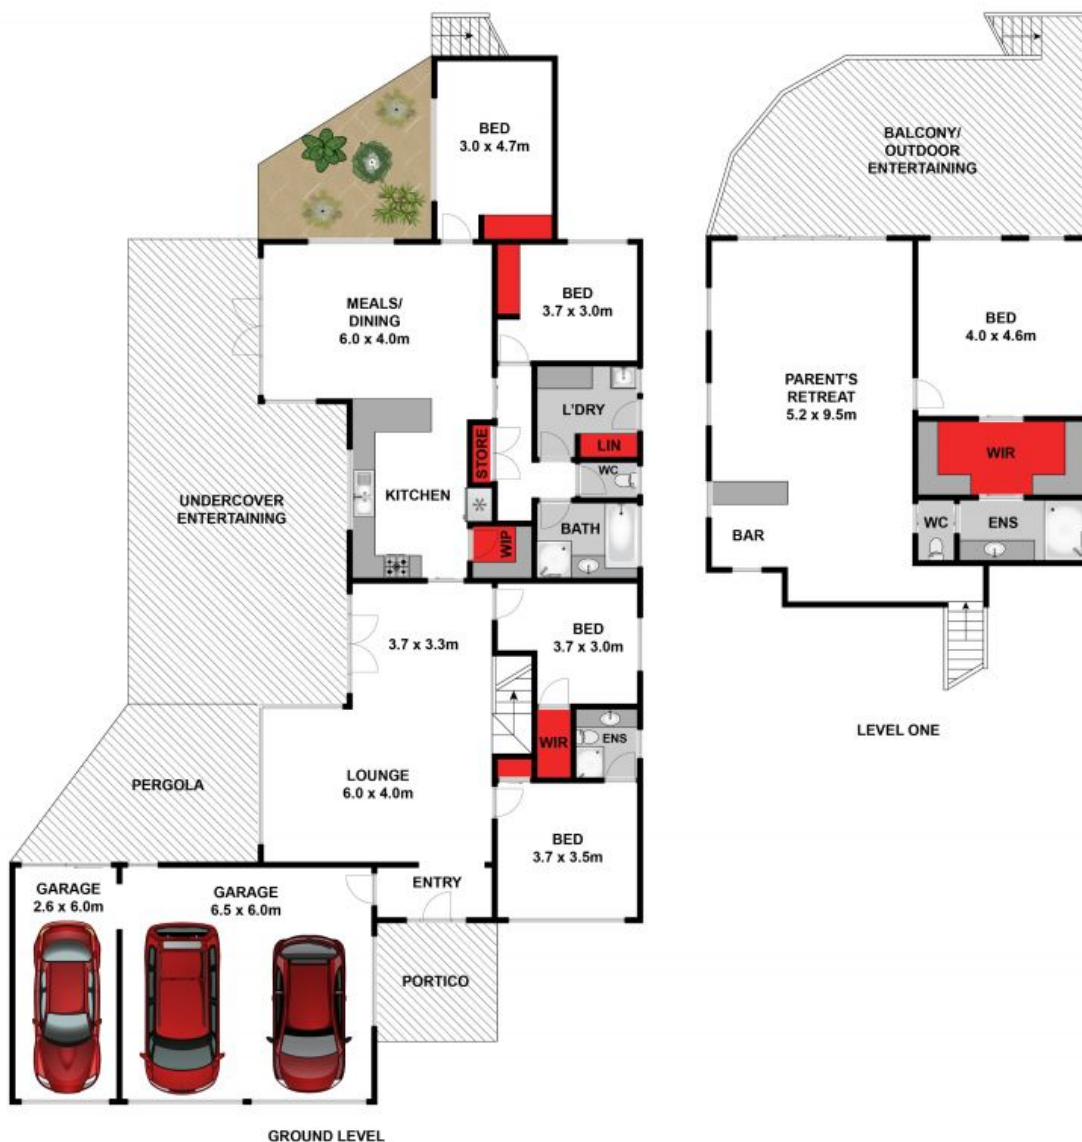 BED
3.0 x 4.7m
BALCONY/
OUTDOOR
ENTERTAINING
MEALS/
DINING
6.0 x 4.0m
BED
3.7 x 3.0m
BED
4.0 x 4.6m
PARENT'S
RETREAT
5.2 x 9.5m
L'DRY
LIN
STORE
WC
WIR
UNDERCOVER
ENTERTAINING
KITCHEN
BATH
WIP
BAR
WC
ENS
3.7 x 3.3m
BED
3.7 x 3.0m
WIR
ENS
LEVEL ONE
PERGOLA
LOUNGE
6.0 x 4.0m
BED
3.7 x 3.5m
GARAGE
2.6 x 6.0m
GARAGE
6.5 x 6.0m
ENTRY
PORTICO
GROUND LEVEL